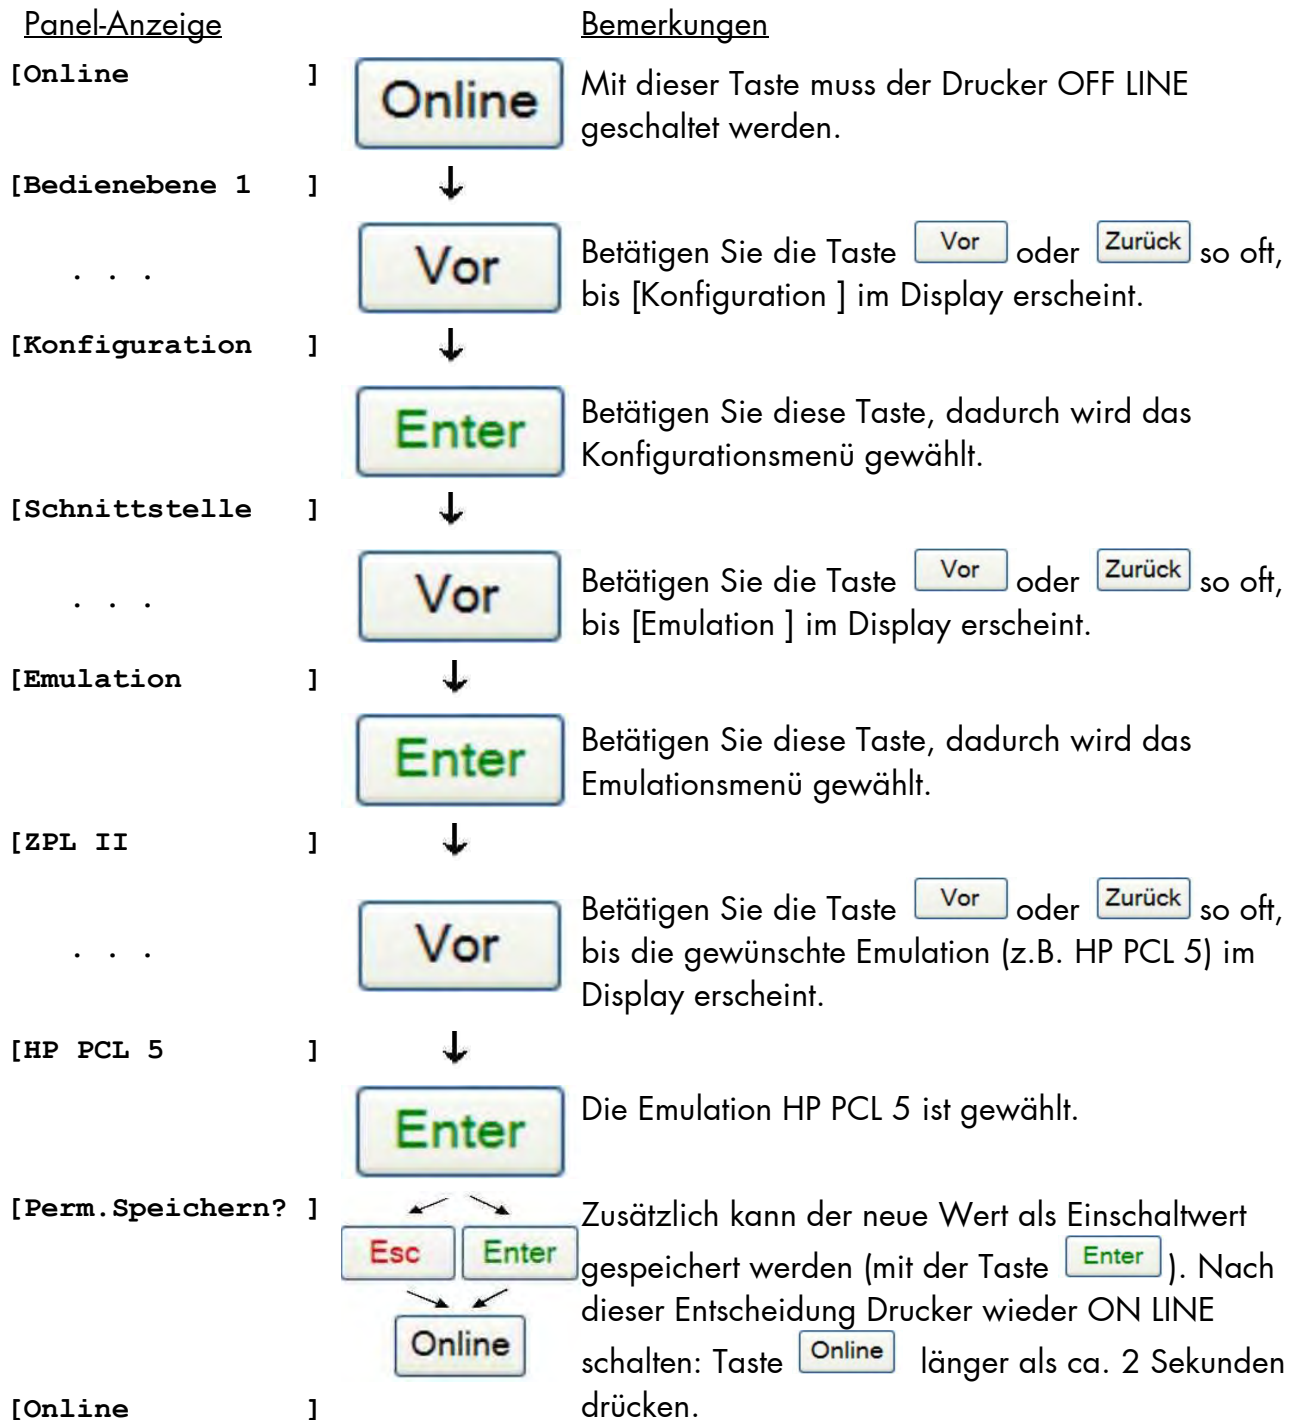 Panel-Anzeige Bemerkungen
[Online ] Online Mit dieser Taste muss der Drucker OFF LINE
geschaltet werden.
[Bedienebene 1 ]
. . . Vor Betätigen Sie die Taste Vor oder Zurück so oft,
bis [Konfiguration ] im Display erscheint.
[Konfiguration ]
Enter Betätigen Sie diese Taste, dadurch wird das
Konfigurationsmenü gewählt.
[Schnittstelle ]
. . . Vor Betätigen Sie die Taste Vor oder Zurück so oft,
bis [Emulation ] im Display erscheint.
[Emulation ]
Enter Betätigen Sie diese Taste, dadurch wird das
Emulationsmenü gewählt.
[ZPL II ]
. . . Vor Betätigen Sie die Taste Vor oder Zurück so oft,
bis die gewünschte Emulation (z.B. HP PCL 5) im
Display erscheint.
[HP PCL 5 ]
Enter Die Emulation HP PCL 5 ist gewählt.
[Perm.Speichern? ] Zusätzlich kann der neue Wert als Einschaltwert
Esc Enter gespeichert werden (mit der Taste Enter ). Nach
dieser Entscheidung Drucker wieder ON LINE
Online schalten: Taste Online länger als ca. 2 Sekunden
drücken.
[Online ]